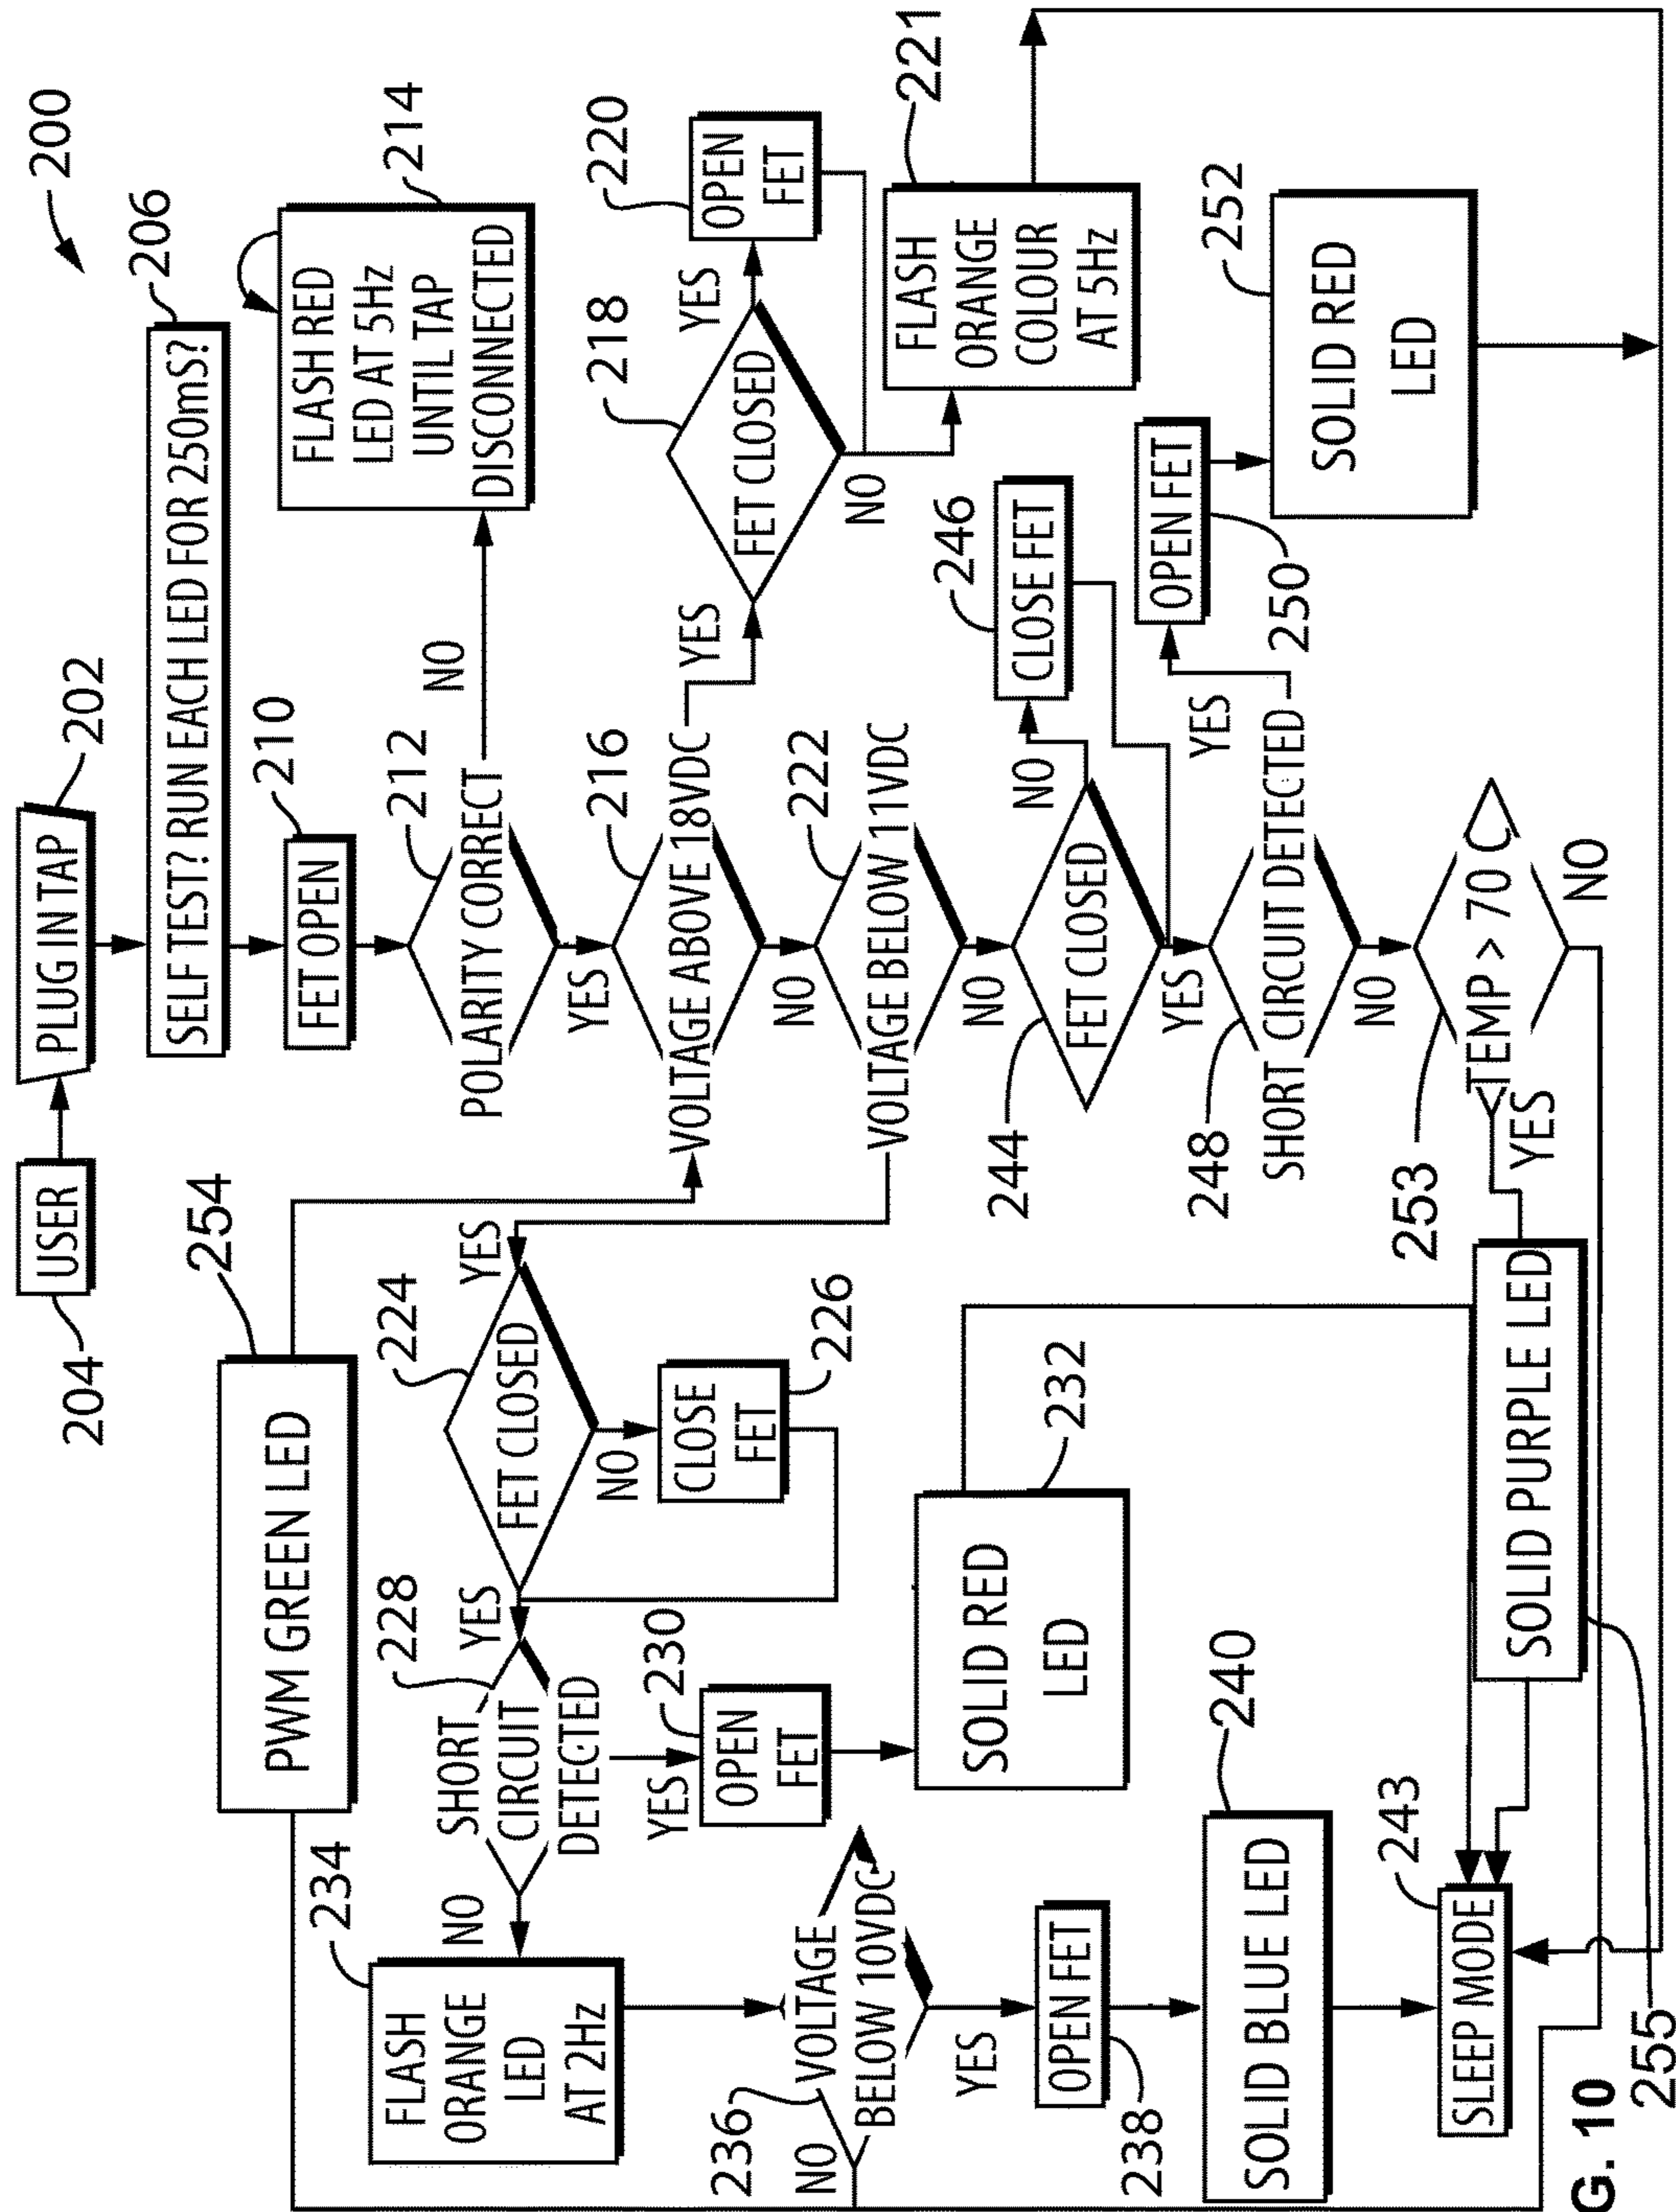 200
USER
204
PLUG IN TAP
202
SELF TEST? RUN EACH LED FOR 250mS?
206
FET OPEN
210
POLARITY CORRECT
212
NO
FLASH RED
LED AT 5Hz
UNTIL TAP
DISCONNECTED
214
YES
VOLTAGE ABOVE 18VDC
216
YES
FET CLOSED
218
YES
OPEN
FET
220
NO
FLASH
ORANGE
COLOUR
AT 5Hz
221
NO
VOLTAGE BELOW 11VDC
222
YES
NO
FET CLOSED
244
NO
CLOSE FET
246
YES
SHORT CIRCUIT DETECTED
248
YES
OPEN FET
250
SOLID RED
LED
252
NO
TEMP > 70 C
253
YES
NO
PWM GREEN LED
254
FET CLOSED
224
NO
CLOSE
FET
226
YES
SHORT
CIRCUIT
DETECTED
228
YES
OPEN
FET
230
SOLID RED
LED
232
NO
FLASH
ORANGE
LED
AT 2Hz
234
VOLTAGE
BELOW 10VDC
236
NO
YES
OPEN FET
238
SOLID BLUE LED
240
SLEEP MODE
243
SOLID PURPLE LED
255
G. 10